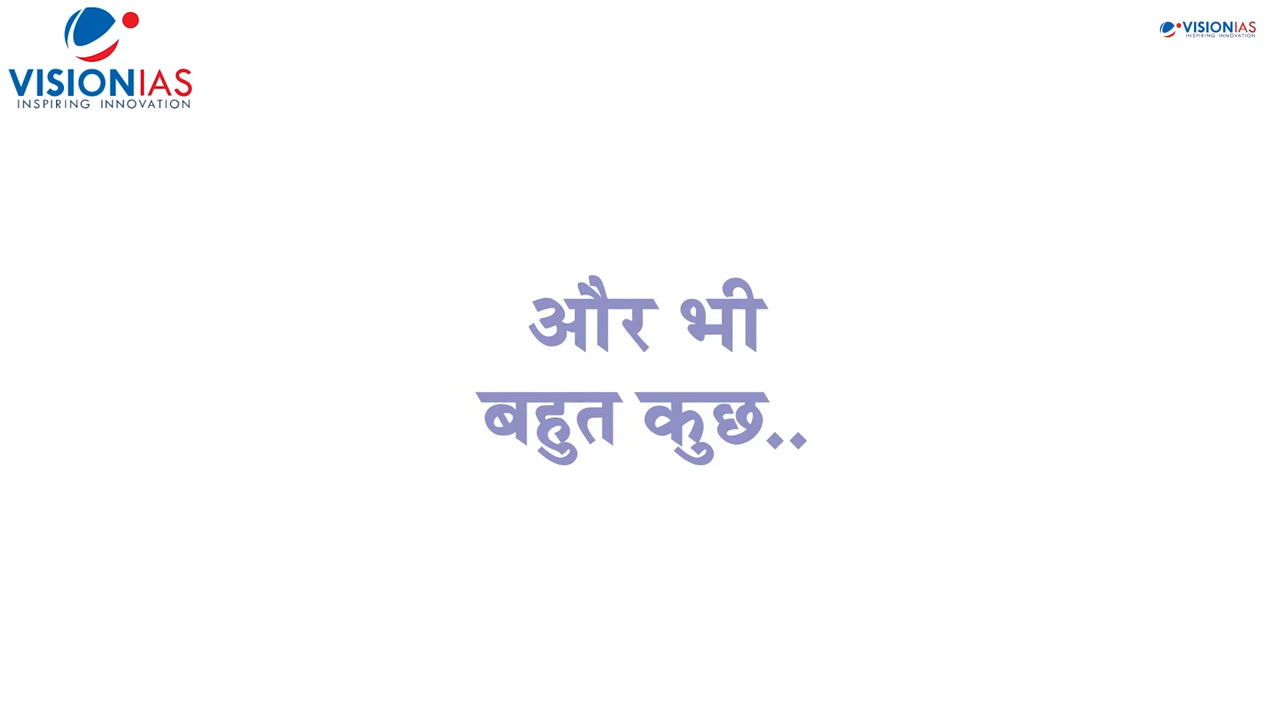 VISIONIAS
INSPIRING INNOVATION
VISIONIAS
INSPIRING INNOVATION
और भी
बहुत कुछ..